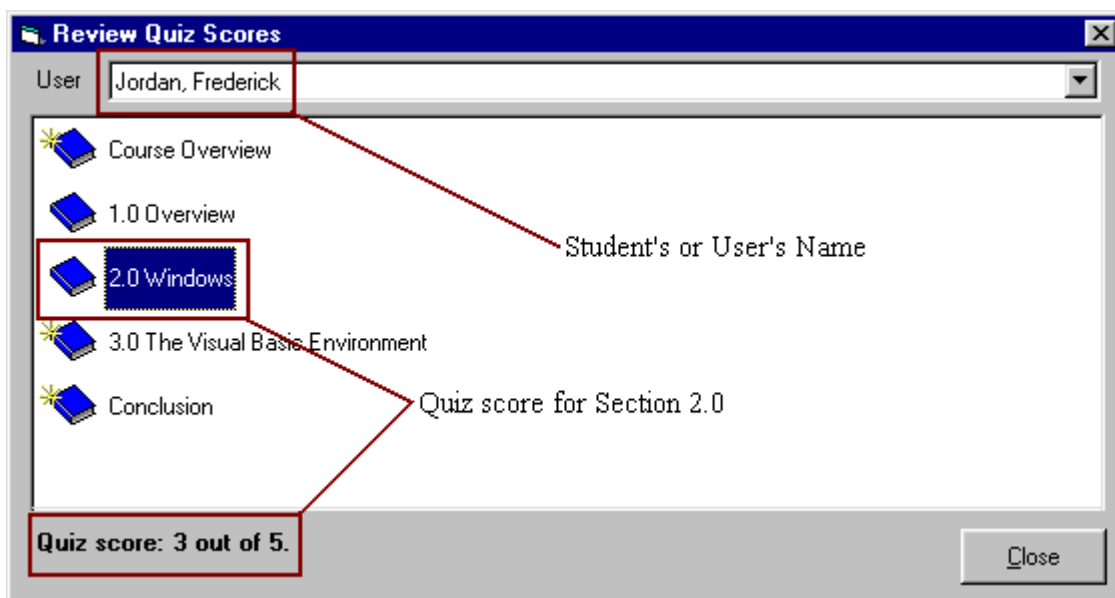 Review Quiz Scores
User Jordan, Frederick
Course Overview
1.0 Overview
Student's or User's Name
2.0 Windows
3.0 The Visual Basic Environment
Quiz score for Section 2.0
Conclusion
Quiz score: 3 out of 5.
Close